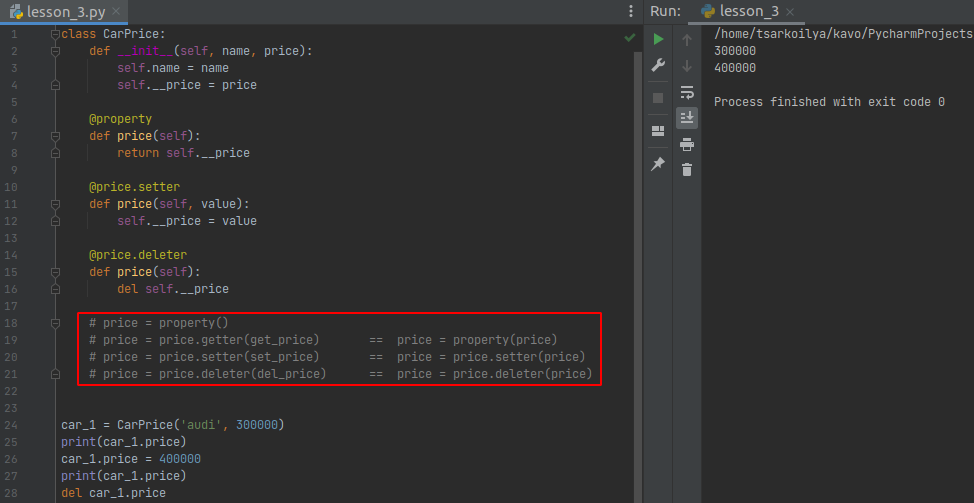 lesson_3.py
1 class CarPrice:
2     def __init__(self, name, price):
3         self.name = name
4         self.__price = price
5
6     @property
7     def price(self):
8         return self.__price
9
10     @price.setter
11     def price(self, value):
12         self.__price = value
13
14     @price.deleter
15     def price(self):
16         del self.__price
17
18     # price = property()
19     # price = price.getter(get_price)       ==  price = property(price)
20     # price = price.setter(set_price)       ==  price = price.setter(price)
21     # price = price.deleter(del_price)      ==  price = price.deleter(price)
22
23
24 car_1 = CarPrice('audi', 300000)
25 print(car_1.price)
26 car_1.price = 400000
27 print(car_1.price)
28 del car_1.price
Run: lesson_3
/home/tsarkoilya/kavo/PycharmProjects
300000
400000
Process finished with exit code 0